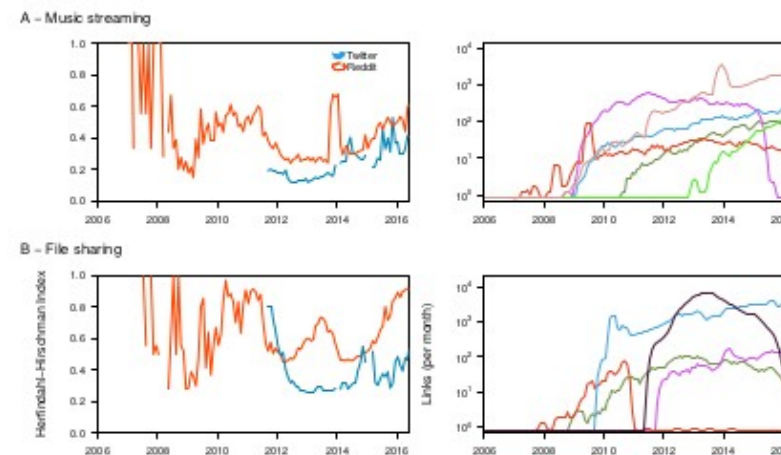 A – Music streaming
1.0
0.8
0.6
0.4
0.2
0.0
Twitter
Reddit
2006 2008 2010 2012 2014 2016
10⁴
10³
10²
10¹
10⁰
2006 2008 2010 2012 2014
B – File sharing
Herfindahl–Hirschman Index
1.0
0.8
0.6
0.4
0.2
0.0
2006 2008 2010 2012 2014 2016
Links (per month)
10⁴
10³
10²
10¹
10⁰
2006 2008 2010 2012 2014